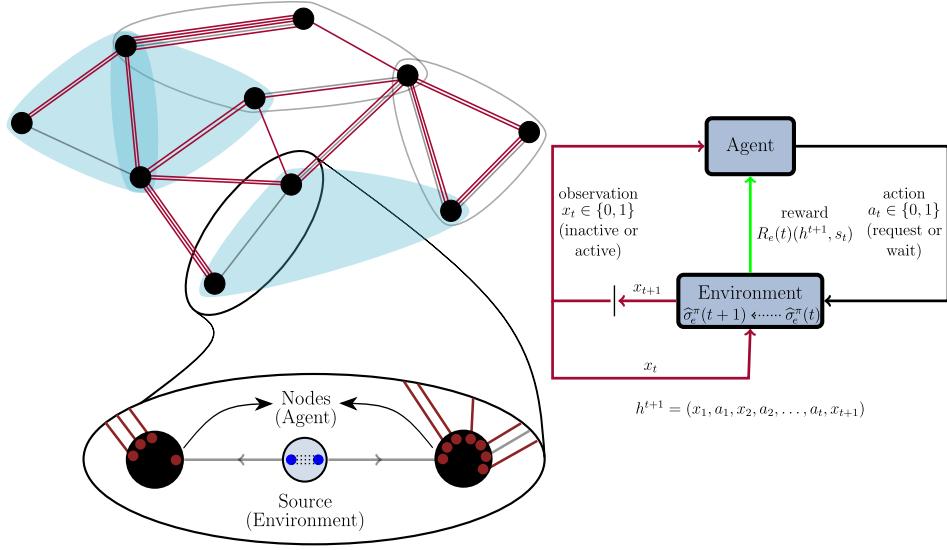 Agent
observation
x_t ∈ {0, 1}
(inactive or
active)
reward
R_e(t)(h^{t+1}, s_t)
action
a_t ∈ {0, 1}
(request or
wait)
x_{t+1}
Environment
σ̂_e^π(t + 1) ⇠ σ̂_e^π(t)
x_t
h^{t+1} = (x_1, a_1, x_2, a_2, . . . , a_t, x_{t+1})
Nodes
(Agent)
Source
(Environment)